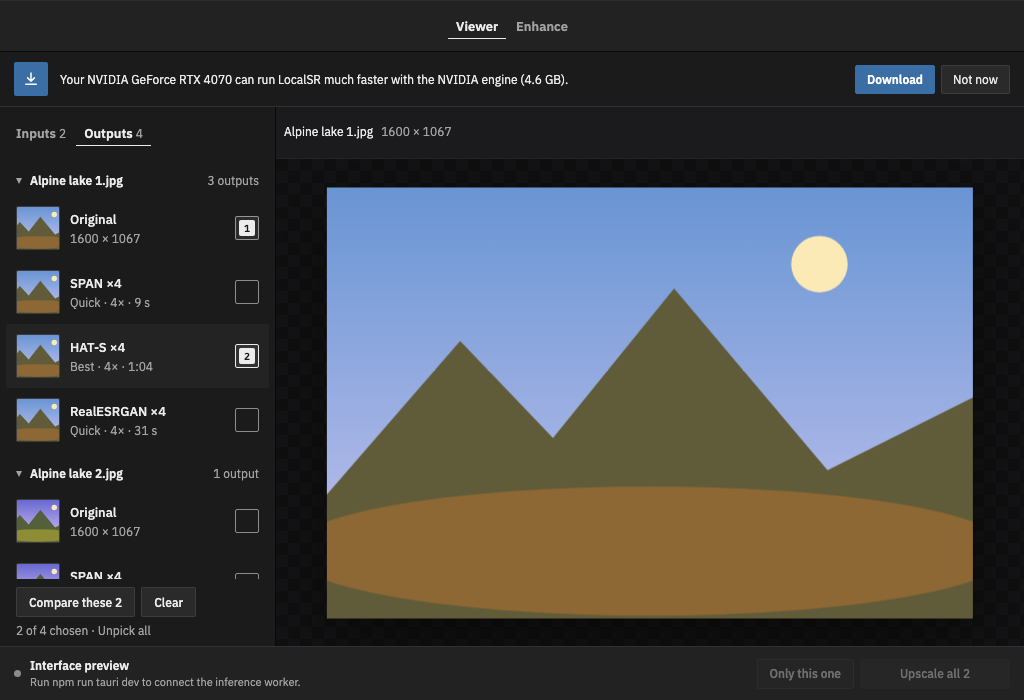 Viewer Enhance
Your NVIDIA GeForce RTX 4070 can run LocalSR much faster with the NVIDIA engine (4.6 GB).
Download Not now
Inputs 2 Outputs 4
Alpine lake 1.jpg 1600 × 1067
▼ Alpine lake 1.jpg 3 outputs
Original
1600 × 1067
1
SPAN ×4
Quick · 4× · 9 s
HAT-S ×4
Best · 4× · 1:04
2
RealESRGAN ×4
Quick · 4× · 31 s
▼ Alpine lake 2.jpg 1 output
Original
1600 × 1067
SPAN ×4
Compare these 2 Clear
2 of 4 chosen · Unpick all
Interface preview
Run npm run tauri dev to connect the inference worker.
Only this one Upscale all 2